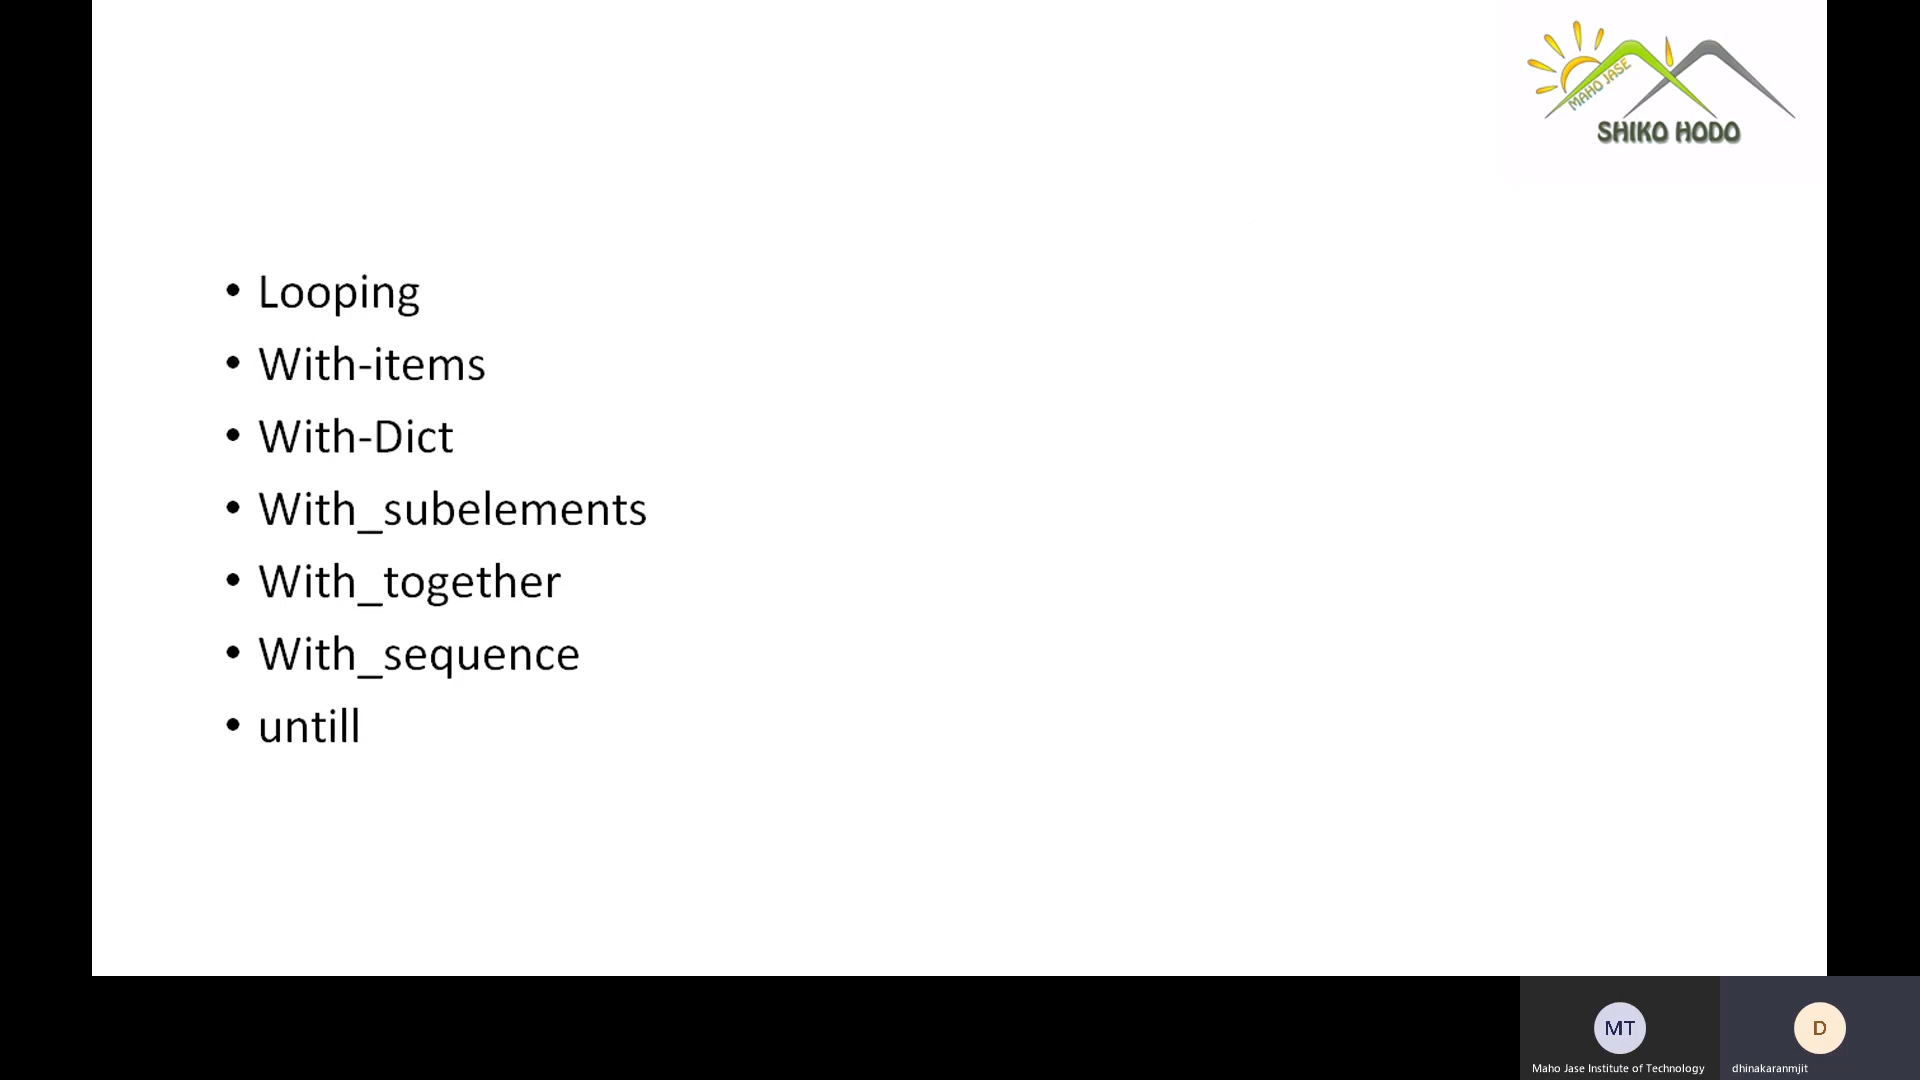 MAHO JASE
SHIKO HODO
• Looping
• With-items
• With-Dict
• With_subelements
• With_together
• With_sequence
• untill
MT
D
Maho Jase Institute of Technology
dhinakaranmjit